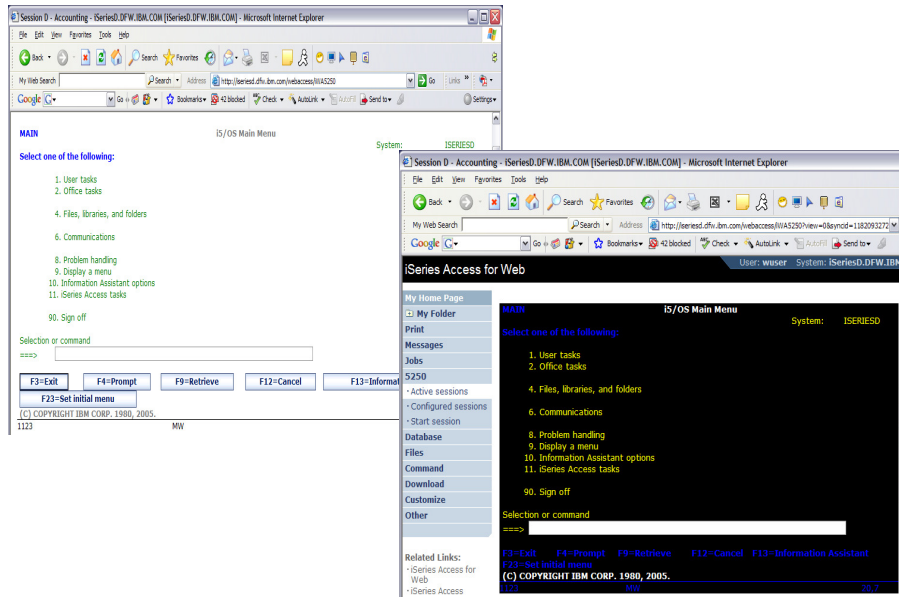 Session D - Accounting - iSeriesD.DFW.IBM.COM [iSeriesD.DFW.IBM.COM] - Microsoft Internet Explorer
File Edit View Favorites Tools Help
Back Search Favorites
My Web Search Search Address http://iseriesd.dfw.ibm.com/webaccess/iWA5250 Go Links »
Google G Go Bookmarks 42 blocked Check AutoLink AutoFill Send to Settings
MAIN i5/OS Main Menu
System: ISERIESD
Select one of the following:
1. User tasks
2. Office tasks
4. Files, libraries, and folders
6. Communications
8. Problem handling
9. Display a menu
10. Information Assistant options
11. iSeries Access tasks
90. Sign off
Selection or command
===>
F3=Exit F4=Prompt F9=Retrieve F12=Cancel F13=Informat
F23=Set initial menu
(C) COPYRIGHT IBM CORP. 1980, 2005.
1123 MW
Session D - Accounting - iSeriesD.DFW.IBM.COM [iSeriesD.DFW.IBM.COM] - Microsoft Internet Explorer
File Edit View Favorites Tools Help
Back Search Favorites
My Web Search Search Address http://iseriesd.dfw.ibm.com/webaccess/iWA5250?view=0&syncid=1182093272
Google G Go Bookmarks 42 blocked Check AutoLink AutoFill Send to
User: wuser System: iSeriesD.DFW.IBM
iSeries Access for Web
My Home Page
My Folder
Print
Messages
Jobs
5250
Active sessions
Configured sessions
Start session
Database
Files
Command
Download
Customize
Other
Related Links:
iSeries Access for
Web
iSeries Access
MAIN i5/OS Main Menu
System: ISERIESD
Select one of the following:
1. User tasks
2. Office tasks
4. Files, libraries, and folders
6. Communications
8. Problem handling
9. Display a menu
10. Information Assistant options
11. iSeries Access tasks
90. Sign off
Selection or command
===>
F3=Exit F4=Prompt F9=Retrieve F12=Cancel F13=Information Assistant
F23=Set initial menu
(C) COPYRIGHT IBM CORP. 1980, 2005.
1123 MW 20,7